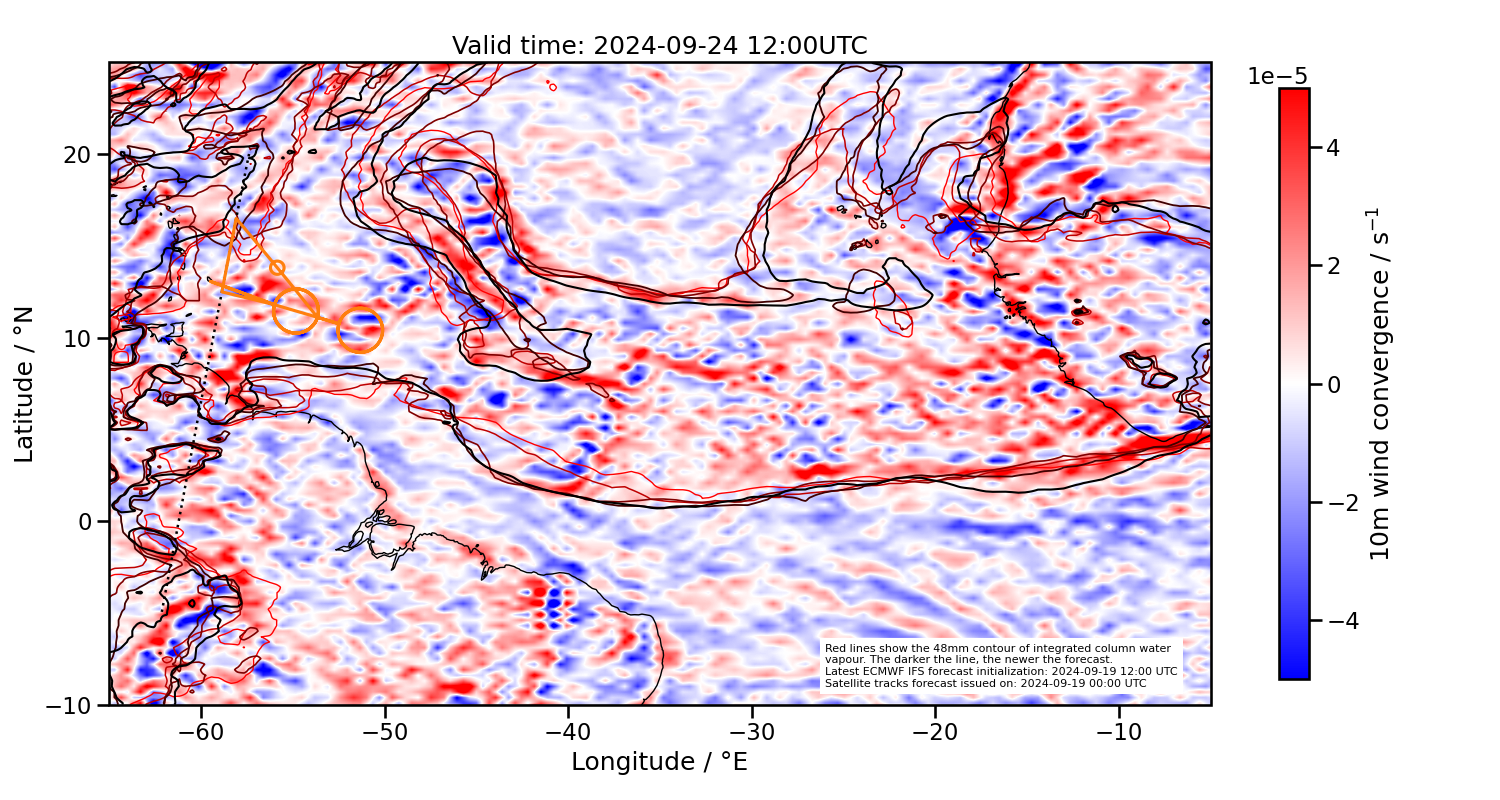 Valid time: 2024-09-24 12:00UTC
1e−5
20
10
0
−10
Latitude / °N
−60
−50
−40
−30
−20
−10
Longitude / °E
4
2
0
−2
−4
10m wind convergence / s⁻¹
Red lines show the 48mm contour of integrated column water
vapour. The darker the line, the newer the forecast.
Latest ECMWF IFS forecast initialization: 2024-09-19 12:00 UTC
Satellite tracks forecast issued on: 2024-09-19 00:00 UTC